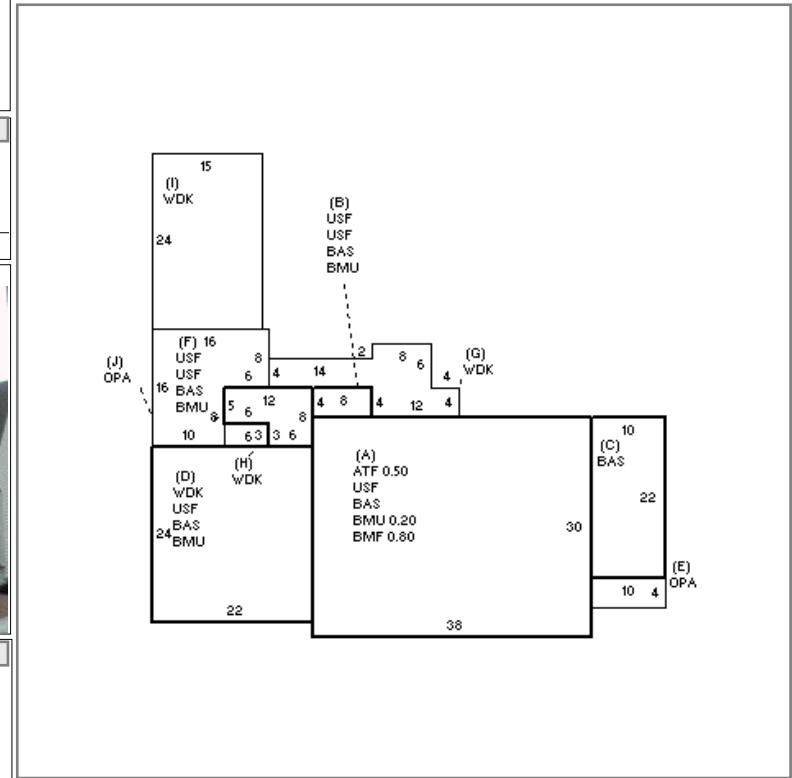 15
(I)
WDK
24
(B)
USF
USF
BAS
BMU
(F) 16
USF
USF
BAS
BMU
8
6
16
(J)
OPA
4
14
2
8
6
4
(G)
WDK
5
6
12
8
8
4
8
4
12
4
10
6 3
3 6
(H)
WDK
(D)
WDK
USF
BAS
BMU
24
22
(A)
ATF 0.50
USF
BAS
BMU 0.20
BMF 0.80
30
38
10
(C)
BAS
22
(E)
OPA
10 4